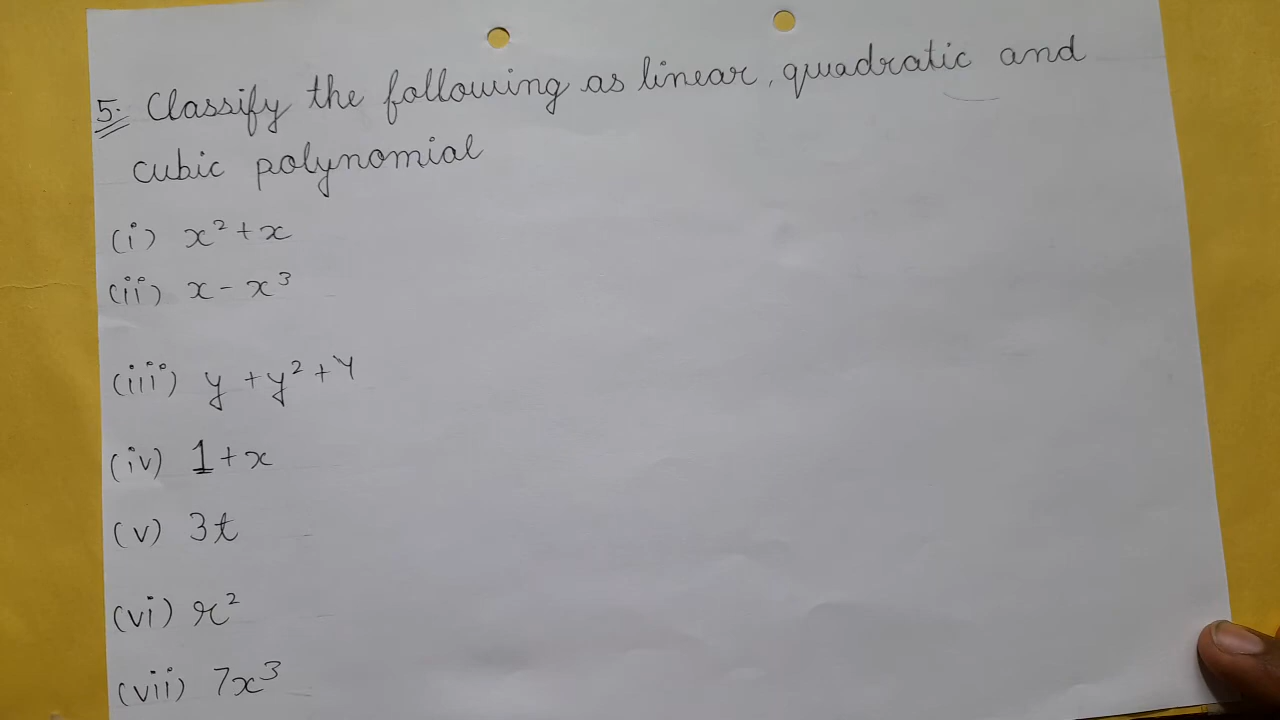 5. Classify the following as linear, quadratic and
cubic polynomial
(i) x² + x
(ii) x - x³
(iii) y + y² + 4
(iv) 1 + x
(v) 3t
(vi) r²
(vii) 7x³